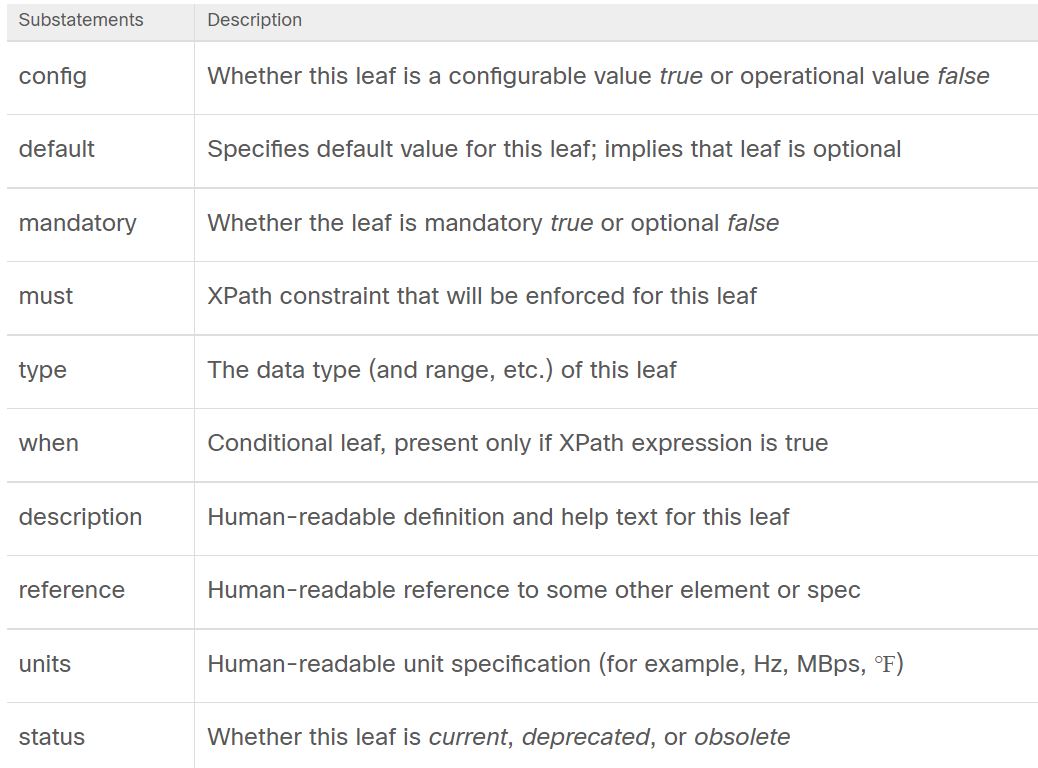 Substatements Description
config Whether this leaf is a configurable value true or operational value false
default Specifies default value for this leaf; implies that leaf is optional
mandatory Whether the leaf is mandatory true or optional false
must XPath constraint that will be enforced for this leaf
type The data type (and range, etc.) of this leaf
when Conditional leaf, present only if XPath expression is true
description Human-readable definition and help text for this leaf
reference Human-readable reference to some other element or spec
units Human-readable unit specification (for example, Hz, MBps, ℉)
status Whether this leaf is current, deprecated, or obsolete